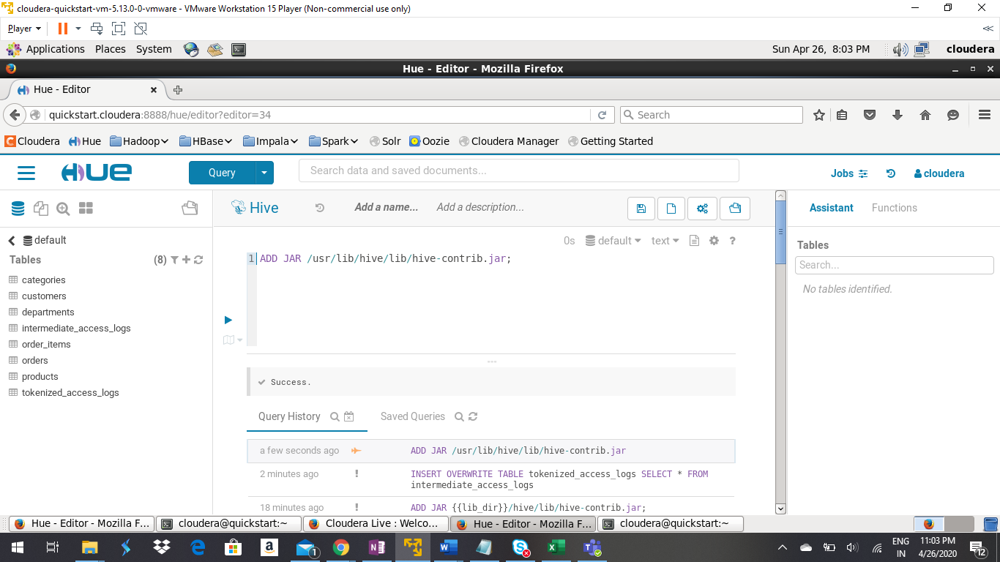 cloudera-quickstart-vm-5.13.0-0-vmware - VMware Workstation 15 Player (Non-commercial use only)
Player
Applications Places System Sun Apr 26, 8:03 PM cloudera
Hue - Editor - Mozilla Firefox
Hue - Editor
quickstart.cloudera:8888/hue/editor?editor=34 Search
Cloudera Hue Hadoop HBase Impala Spark Solr Oozie Cloudera Manager Getting Started
HUE Query Search data and saved documents... Jobs cloudera
Hive Add a name... Add a description... Assistant Functions
default 0s default text ?
Tables (8) Tables
1 ADD JAR /usr/lib/hive/lib/hive-contrib.jar; Search...
categories No tables identified.
customers
departments
intermediate_access_logs
order_items
orders
products
tokenized_access_logs
Success.
Query History Saved Queries
a few seconds ago ADD JAR /usr/lib/hive/lib/hive-contrib.jar
2 minutes ago ! INSERT OVERWRITE TABLE tokenized_access_logs SELECT * FROM
intermediate_access_logs
18 minutes ago ! ADD JAR {{lib_dir}}/hive/lib/hive-contrib.jar;
Hue - Editor - Mozilla F... cloudera@quickstart:~ Cloudera Live : Welco... Hue - Editor - Mozilla F... cloudera@quickstart:~
ENG 11:03 PM
IN 4/26/2020 12